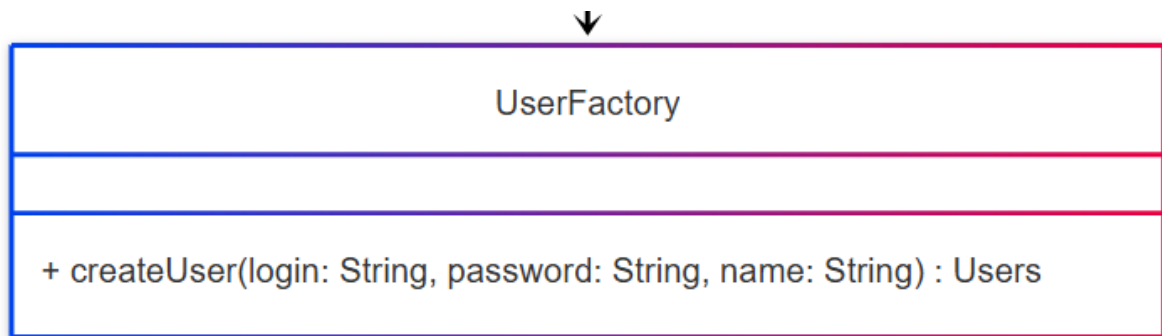 UserFactory
+ createUser(login: String, password: String, name: String) : Users